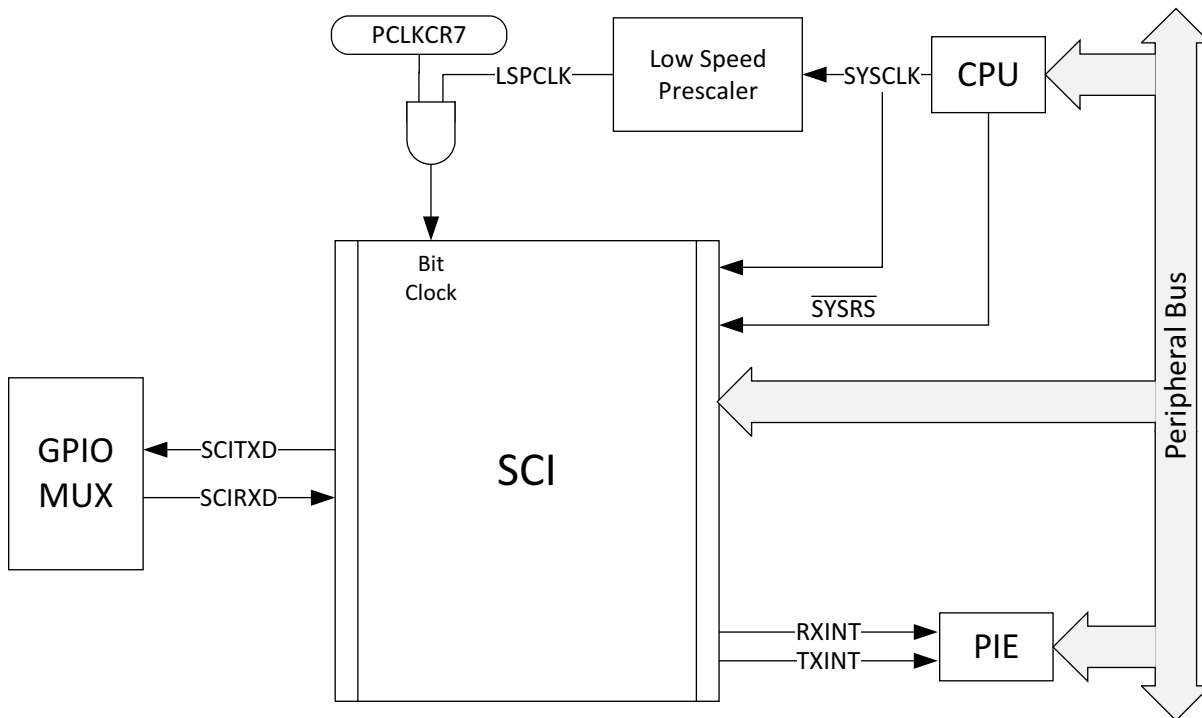 PCLKCR7
LSPCLK
Low Speed
Prescaler
SYSCLK
CPU
Bit
Clock
SYSRS
Peripheral Bus
GPIO
MUX
SCITXD
SCIRXD
SCI
RXINT
TXINT
PIE